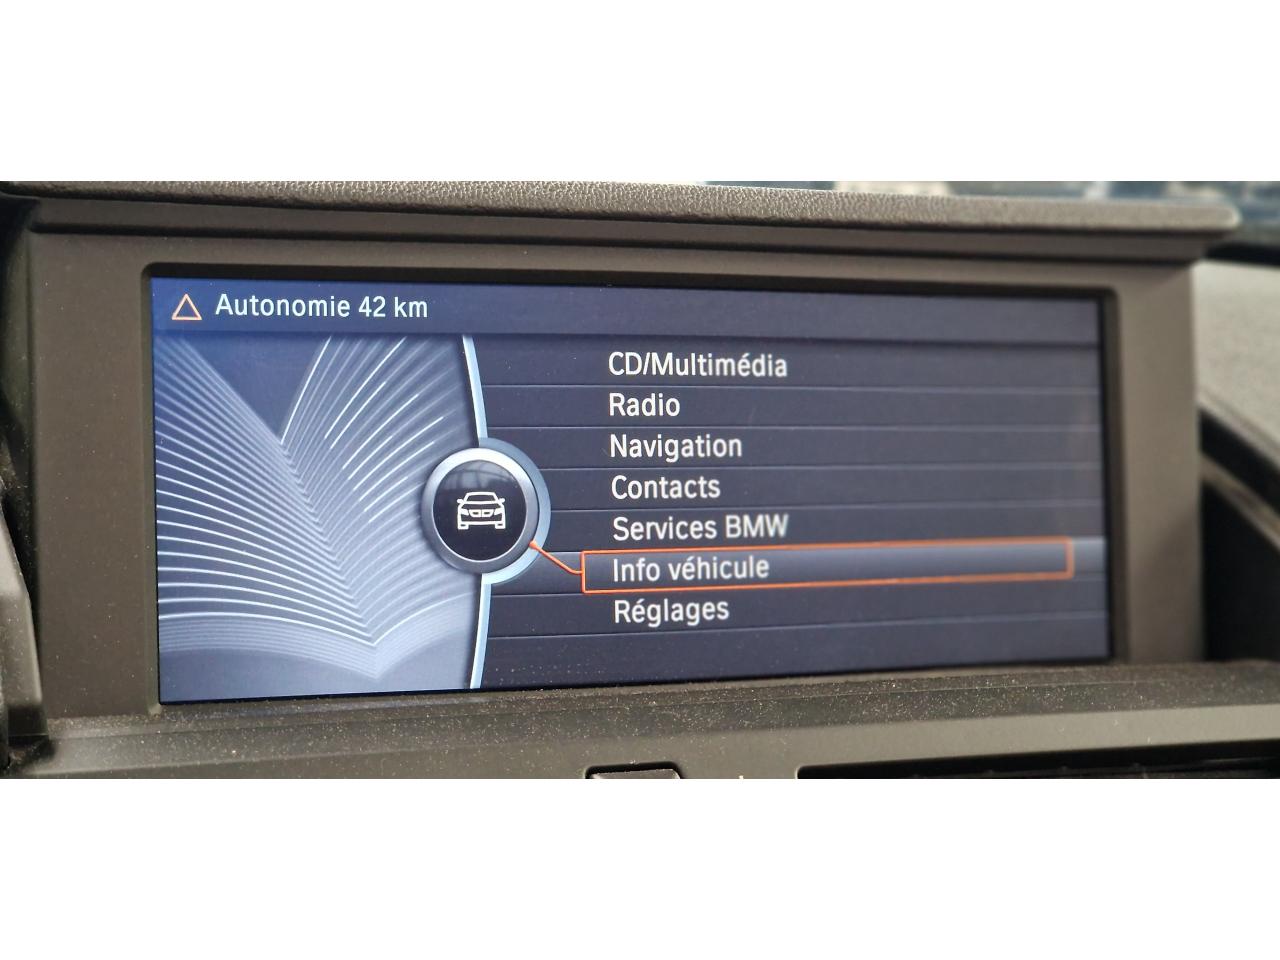 Autonomie 42 km
CD/Multimédia
Radio
Navigation
Contacts
Services BMW
Info véhicule
Réglages